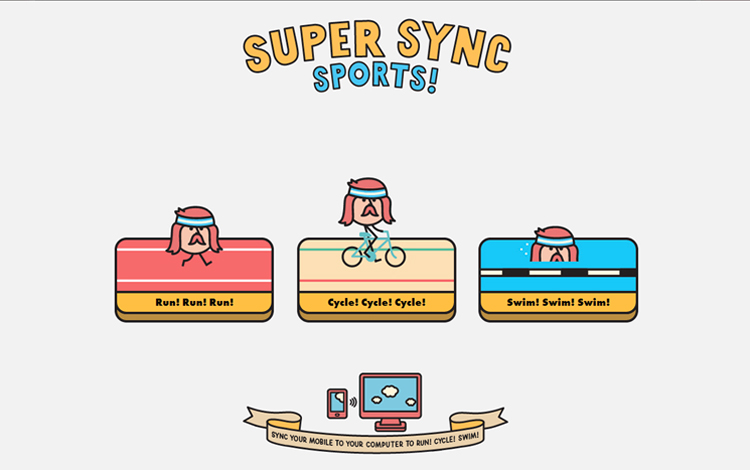 SUPER SYNC
SPORTS!
Run! Run! Run!
Cycle! Cycle! Cycle!
Swim! Swim! Swim!
SYNC YOUR MOBILE TO YOUR COMPUTER TO RUN! CYCLE! SWIM!